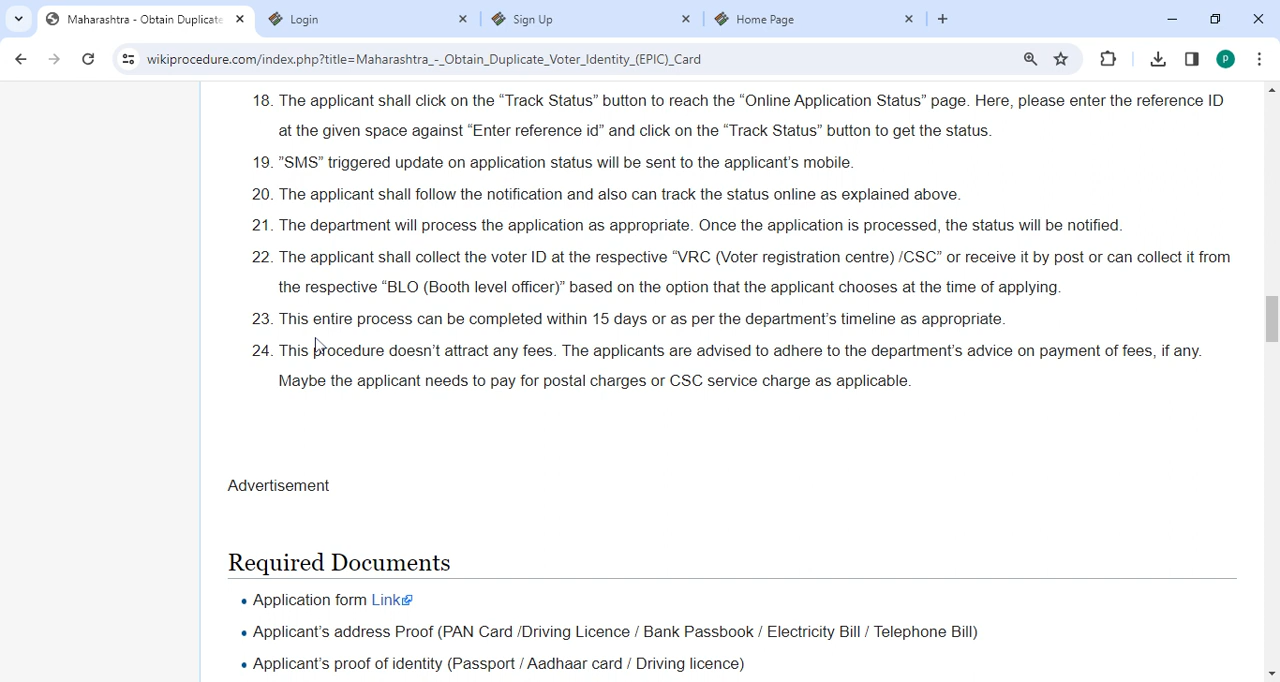 Maharashtra - Obtain Duplicate
Login
Sign Up
Home Page
wikiprocedure.com/index.php?title=Maharashtra_-_Obtain_Duplicate_Voter_Identity_(EPIC)_Card
P
18. The applicant shall click on the “Track Status” button to reach the “Online Application Status” page. Here, please enter the reference ID
at the given space against “Enter reference id” and click on the “Track Status” button to get the status.
19. ”SMS” triggered update on application status will be sent to the applicant’s mobile.
20. The applicant shall follow the notification and also can track the status online as explained above.
21. The department will process the application as appropriate. Once the application is processed, the status will be notified.
22. The applicant shall collect the voter ID at the respective “VRC (Voter registration centre) /CSC” or receive it by post or can collect it from
the respective “BLO (Booth level officer)” based on the option that the applicant chooses at the time of applying.
23. This entire process can be completed within 15 days or as per the department’s timeline as appropriate.
24. This procedure doesn’t attract any fees. The applicants are advised to adhere to the department’s advice on payment of fees, if any.
Maybe the applicant needs to pay for postal charges or CSC service charge as applicable.
Advertisement
Required Documents
• Application form Link
• Applicant’s address Proof (PAN Card /Driving Licence / Bank Passbook / Electricity Bill / Telephone Bill)
• Applicant’s proof of identity (Passport / Aadhaar card / Driving licence)